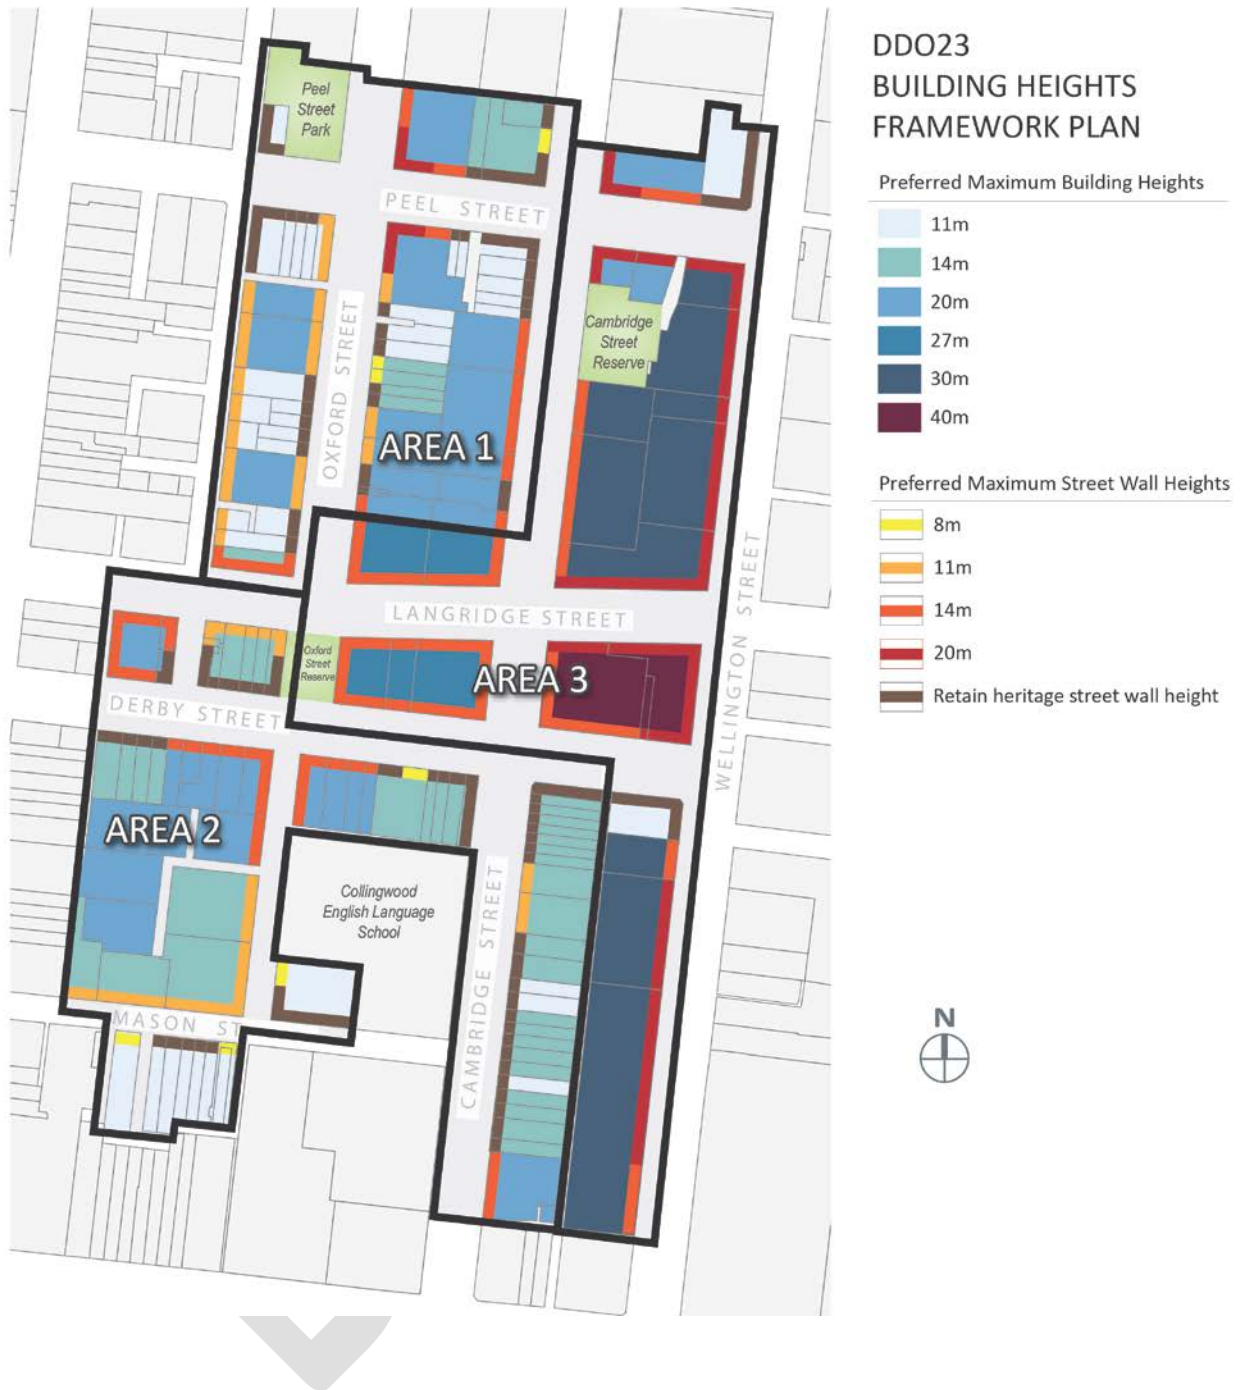 DDO23
BUILDING HEIGHTS
FRAMEWORK PLAN
Preferred Maximum Building Heights
11m
14m
20m
27m
30m
40m
Preferred Maximum Street Wall Heights
8m
11m
14m
20m
Retain heritage street wall height
Peel
Street
Park
PEEL STREET
OXFORD STREET
Cambridge
Street
Reserve
AREA 1
WELLINGTON STREET
LANGRIDGE STREET
Oxford
Street
Reserve
AREA 3
DERBY STREET
AREA 2
Collingwood
English Language
School
CAMBRIDGE STREET
MASON ST
N